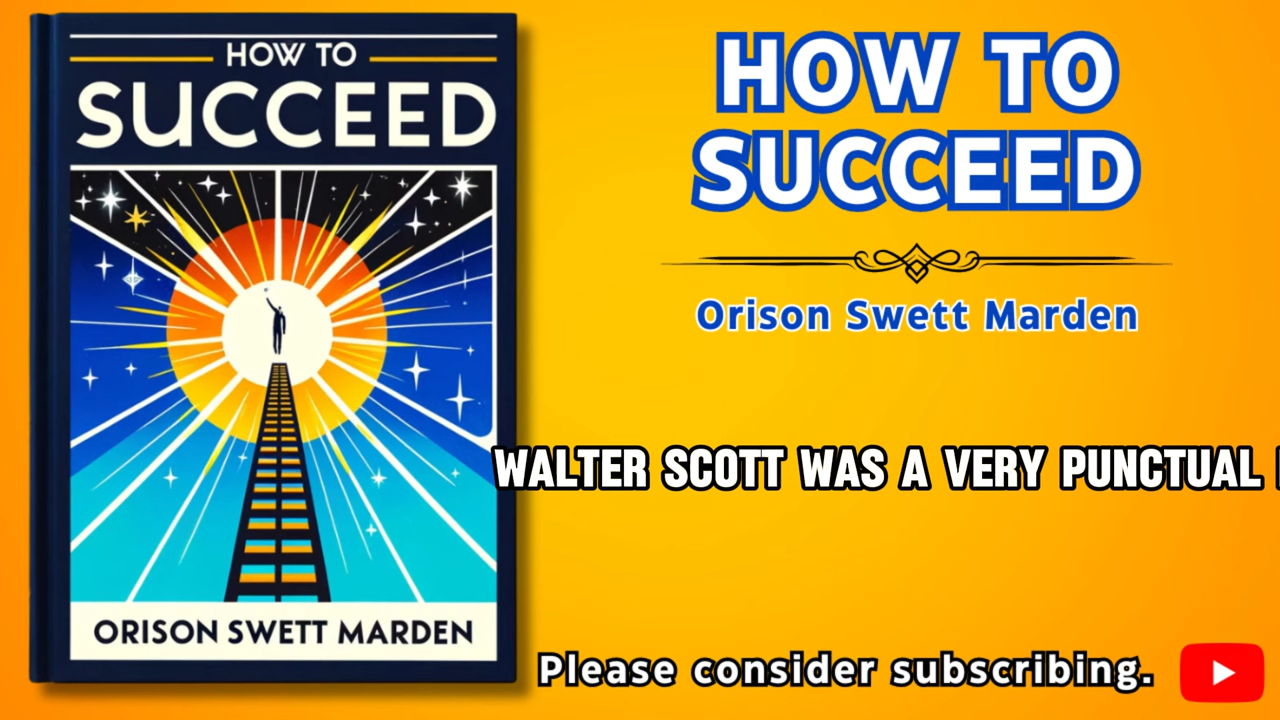 HOW TO
SUCCEED
ORISON SWETT MARDEN
HOW TO
SUCCEED
Orison Swett Marden
WALTER SCOTT WAS A VERY PUNCTUAL
Please consider subscribing.